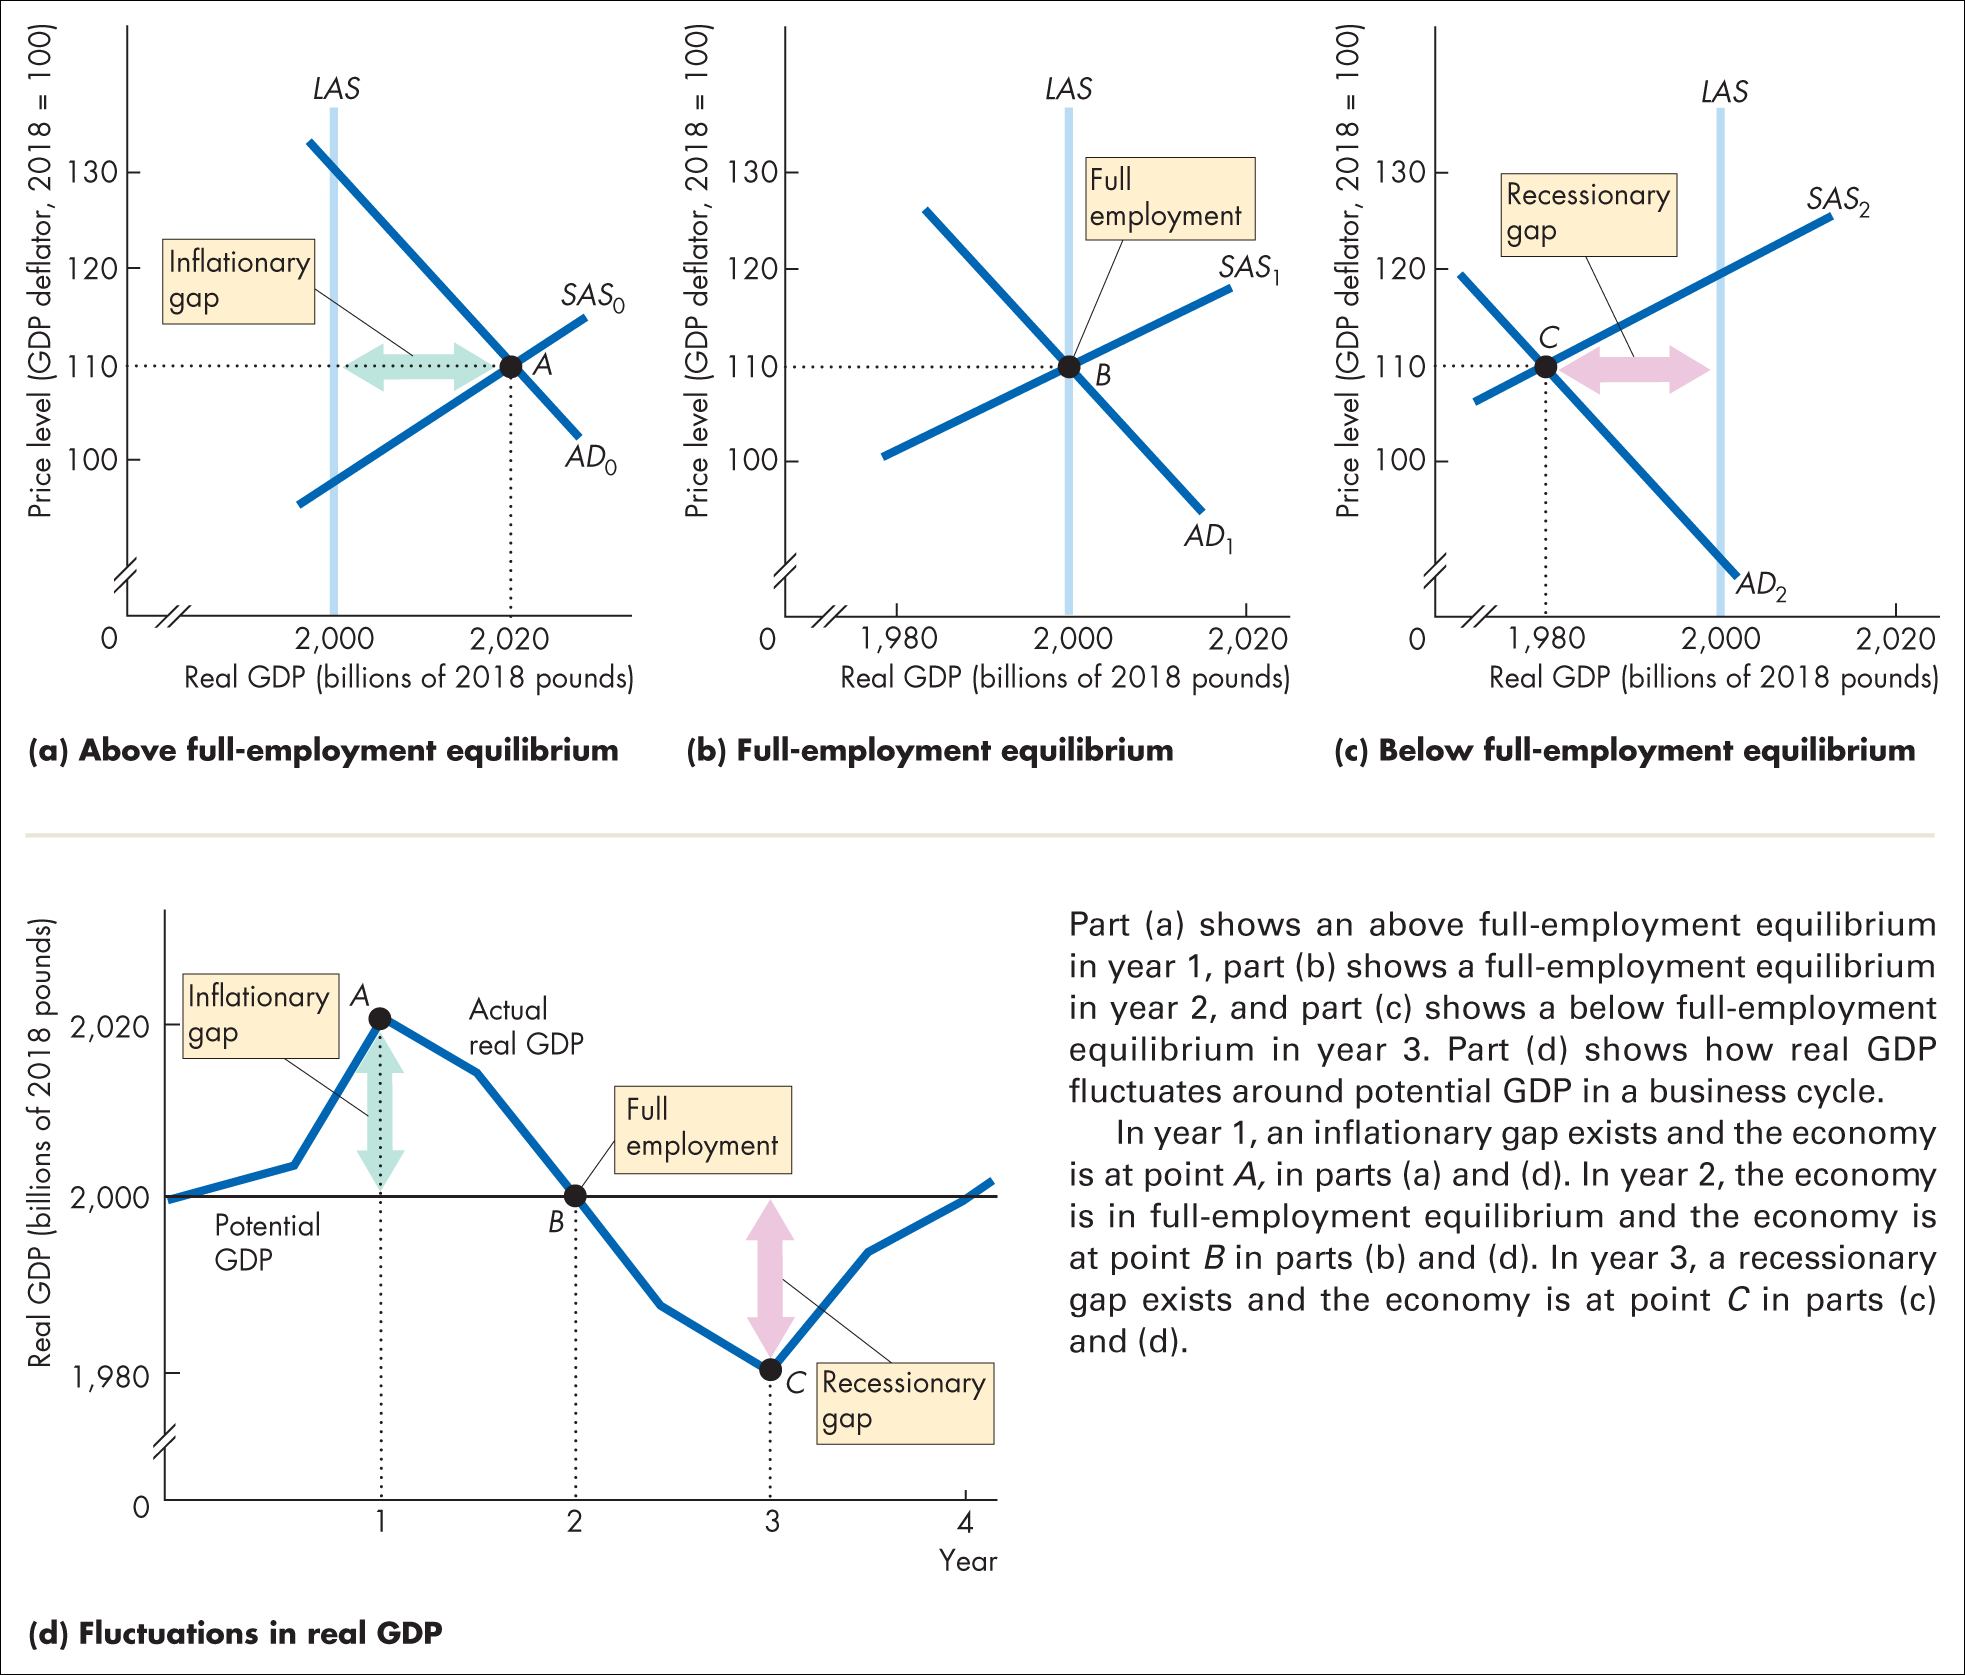 Price level (GDP deflator, 2018 = 100)
130
120
110
100
0
LAS
Inflationary
gap
SAS0
A
AD0
2,000
2,020
Real GDP (billions of 2018 pounds)
(a) Above full-employment equilibrium
Price level (GDP deflator, 2018 = 100)
130
120
110
100
0
LAS
Full
employment
SAS1
B
AD1
1,980
2,000
2,020
Real GDP (billions of 2018 pounds)
(b) Full-employment equilibrium
Price level (GDP deflator, 2018 = 100)
130
120
110
100
0
LAS
Recessionary
gap
SAS2
C
AD2
1,980
2,000
2,020
Real GDP (billions of 2018 pounds)
(c) Below full-employment equilibrium
Real GDP (billions of 2018 pounds)
2,020
2,000
1,980
0
Inflationary
gap
A
Actual
real GDP
Full
employment
B
Potential
GDP
C
Recessionary
gap
1
2
3
4
Year
(d) Fluctuations in real GDP
Part (a) shows an above full-employment equilibrium
in year 1, part (b) shows a full-employment equilibrium
in year 2, and part (c) shows a below full-employment
equilibrium in year 3. Part (d) shows how real GDP
fluctuates around potential GDP in a business cycle.
In year 1, an inflationary gap exists and the economy
is at point A, in parts (a) and (d). In year 2, the economy
is in full-employment equilibrium and the economy is
at point B in parts (b) and (d). In year 3, a recessionary
gap exists and the economy is at point C in parts (c)
and (d).